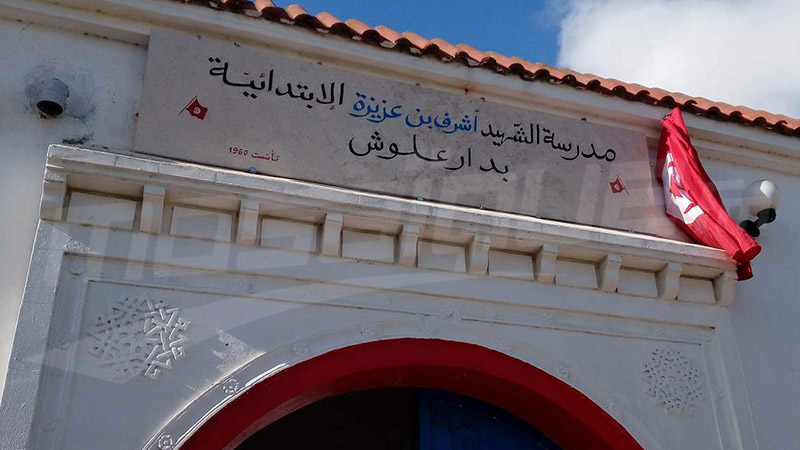 مدرسة الشهيد أشرف بن عزيزة الإبتدائية
بدار علوش
تأسست 1960